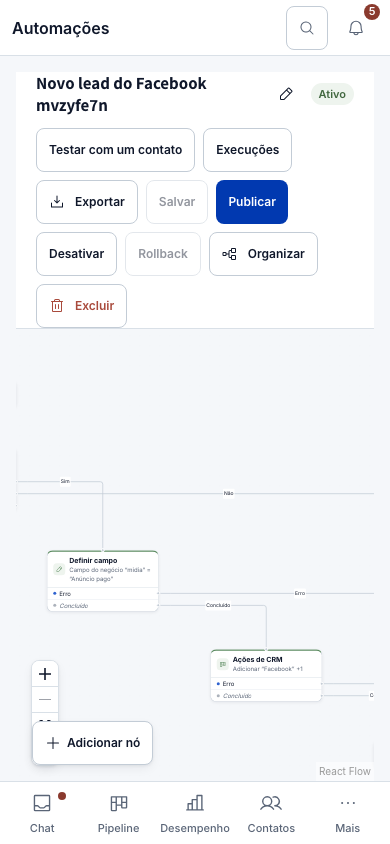 Automações
5
Novo lead do Facebook
mvzyfe7n
Ativo
Testar com um contato
Execuções
Exportar
Salvar
Publicar
Desativar
Rollback
Organizar
Excluir
Sim
Não
Definir campo
Campo do negócio "mídia" =
"Anúncio pago"
Erro
Erro
Concluído
Concluído
Ações de CRM
Adicionar "Facebook" +1
Erro
Concluído
Adicionar nó
React Flow
Chat
Pipeline
Desempenho
Contatos
Mais